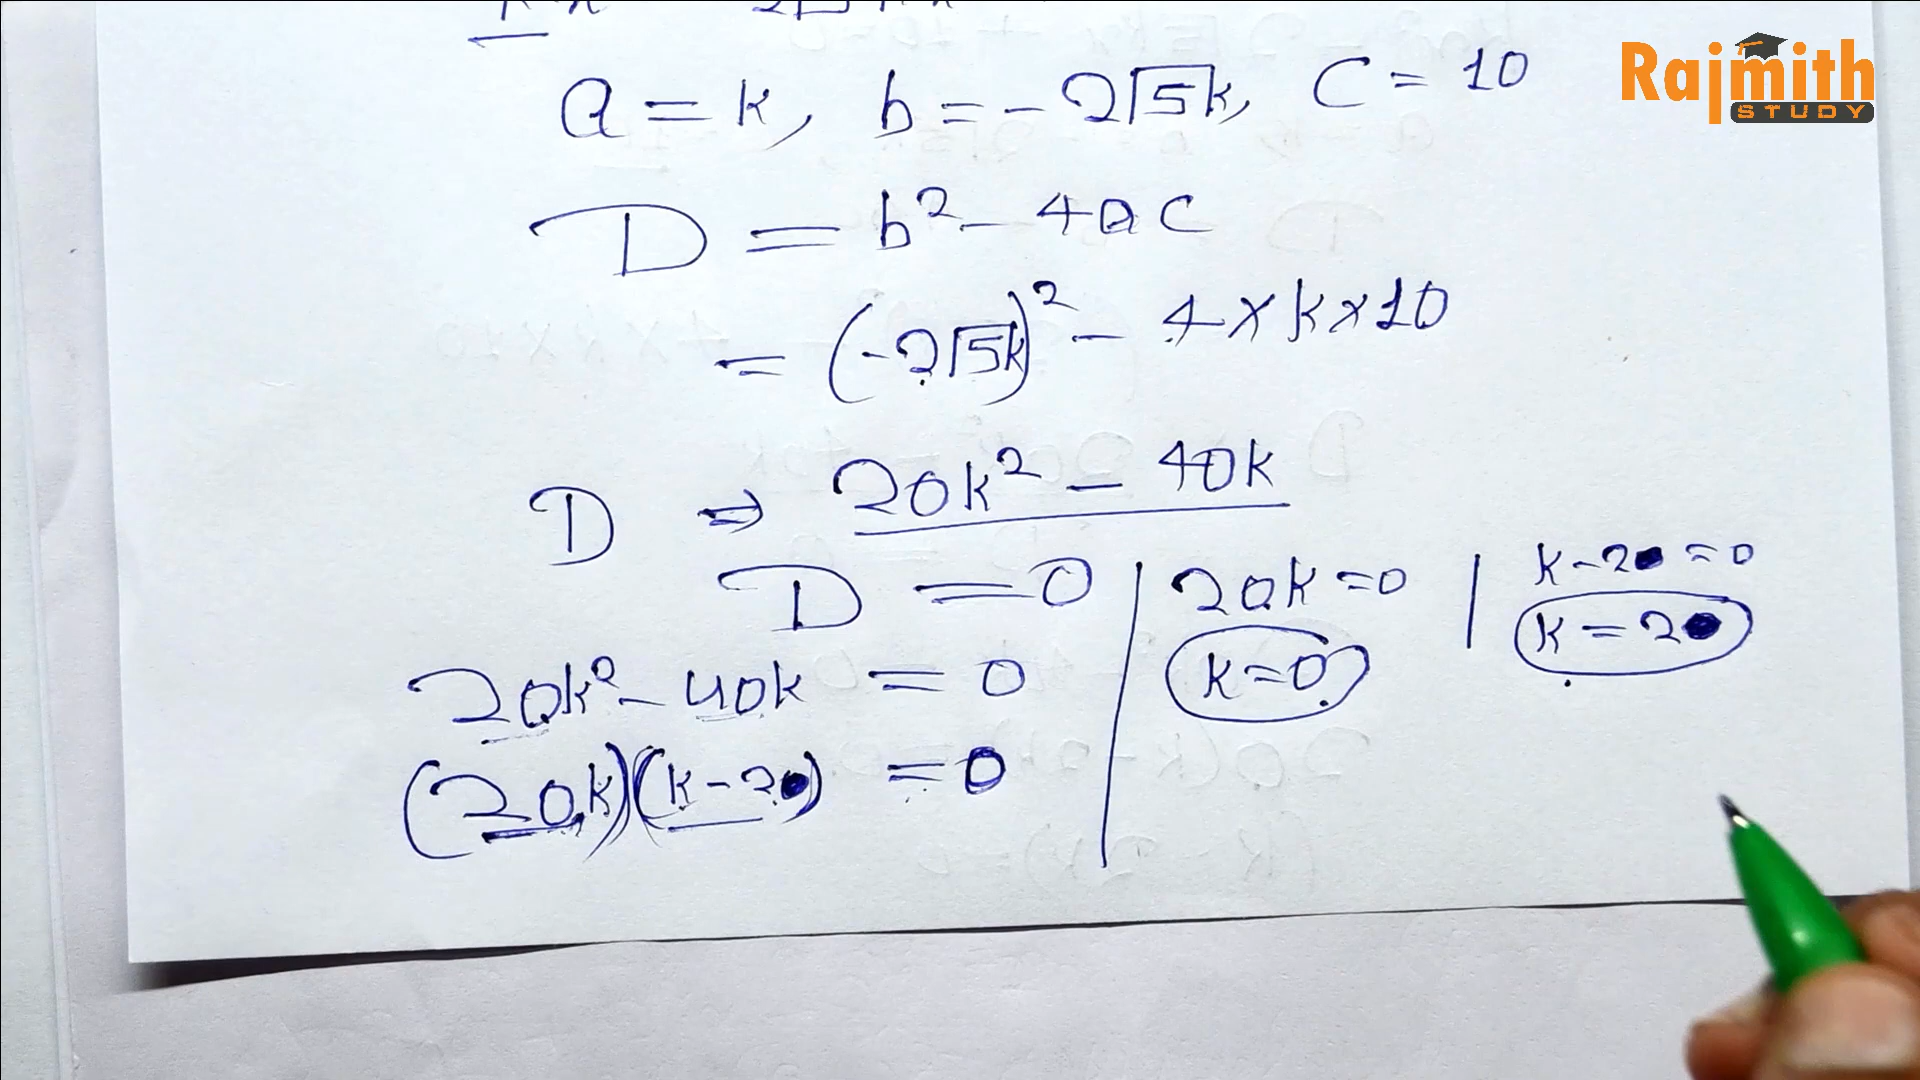 a = k, b = -2√5k, C = 10
D = b² - 4ac
= (-2√5k)² - 4 x k x 10
D ⇒ 20k² - 40k
D = 0
20k² - 40k = 0
(20k)(k-2) = 0
20k = 0
k = 0
k-2 = 0
k = 2
Rajmith
STUDY